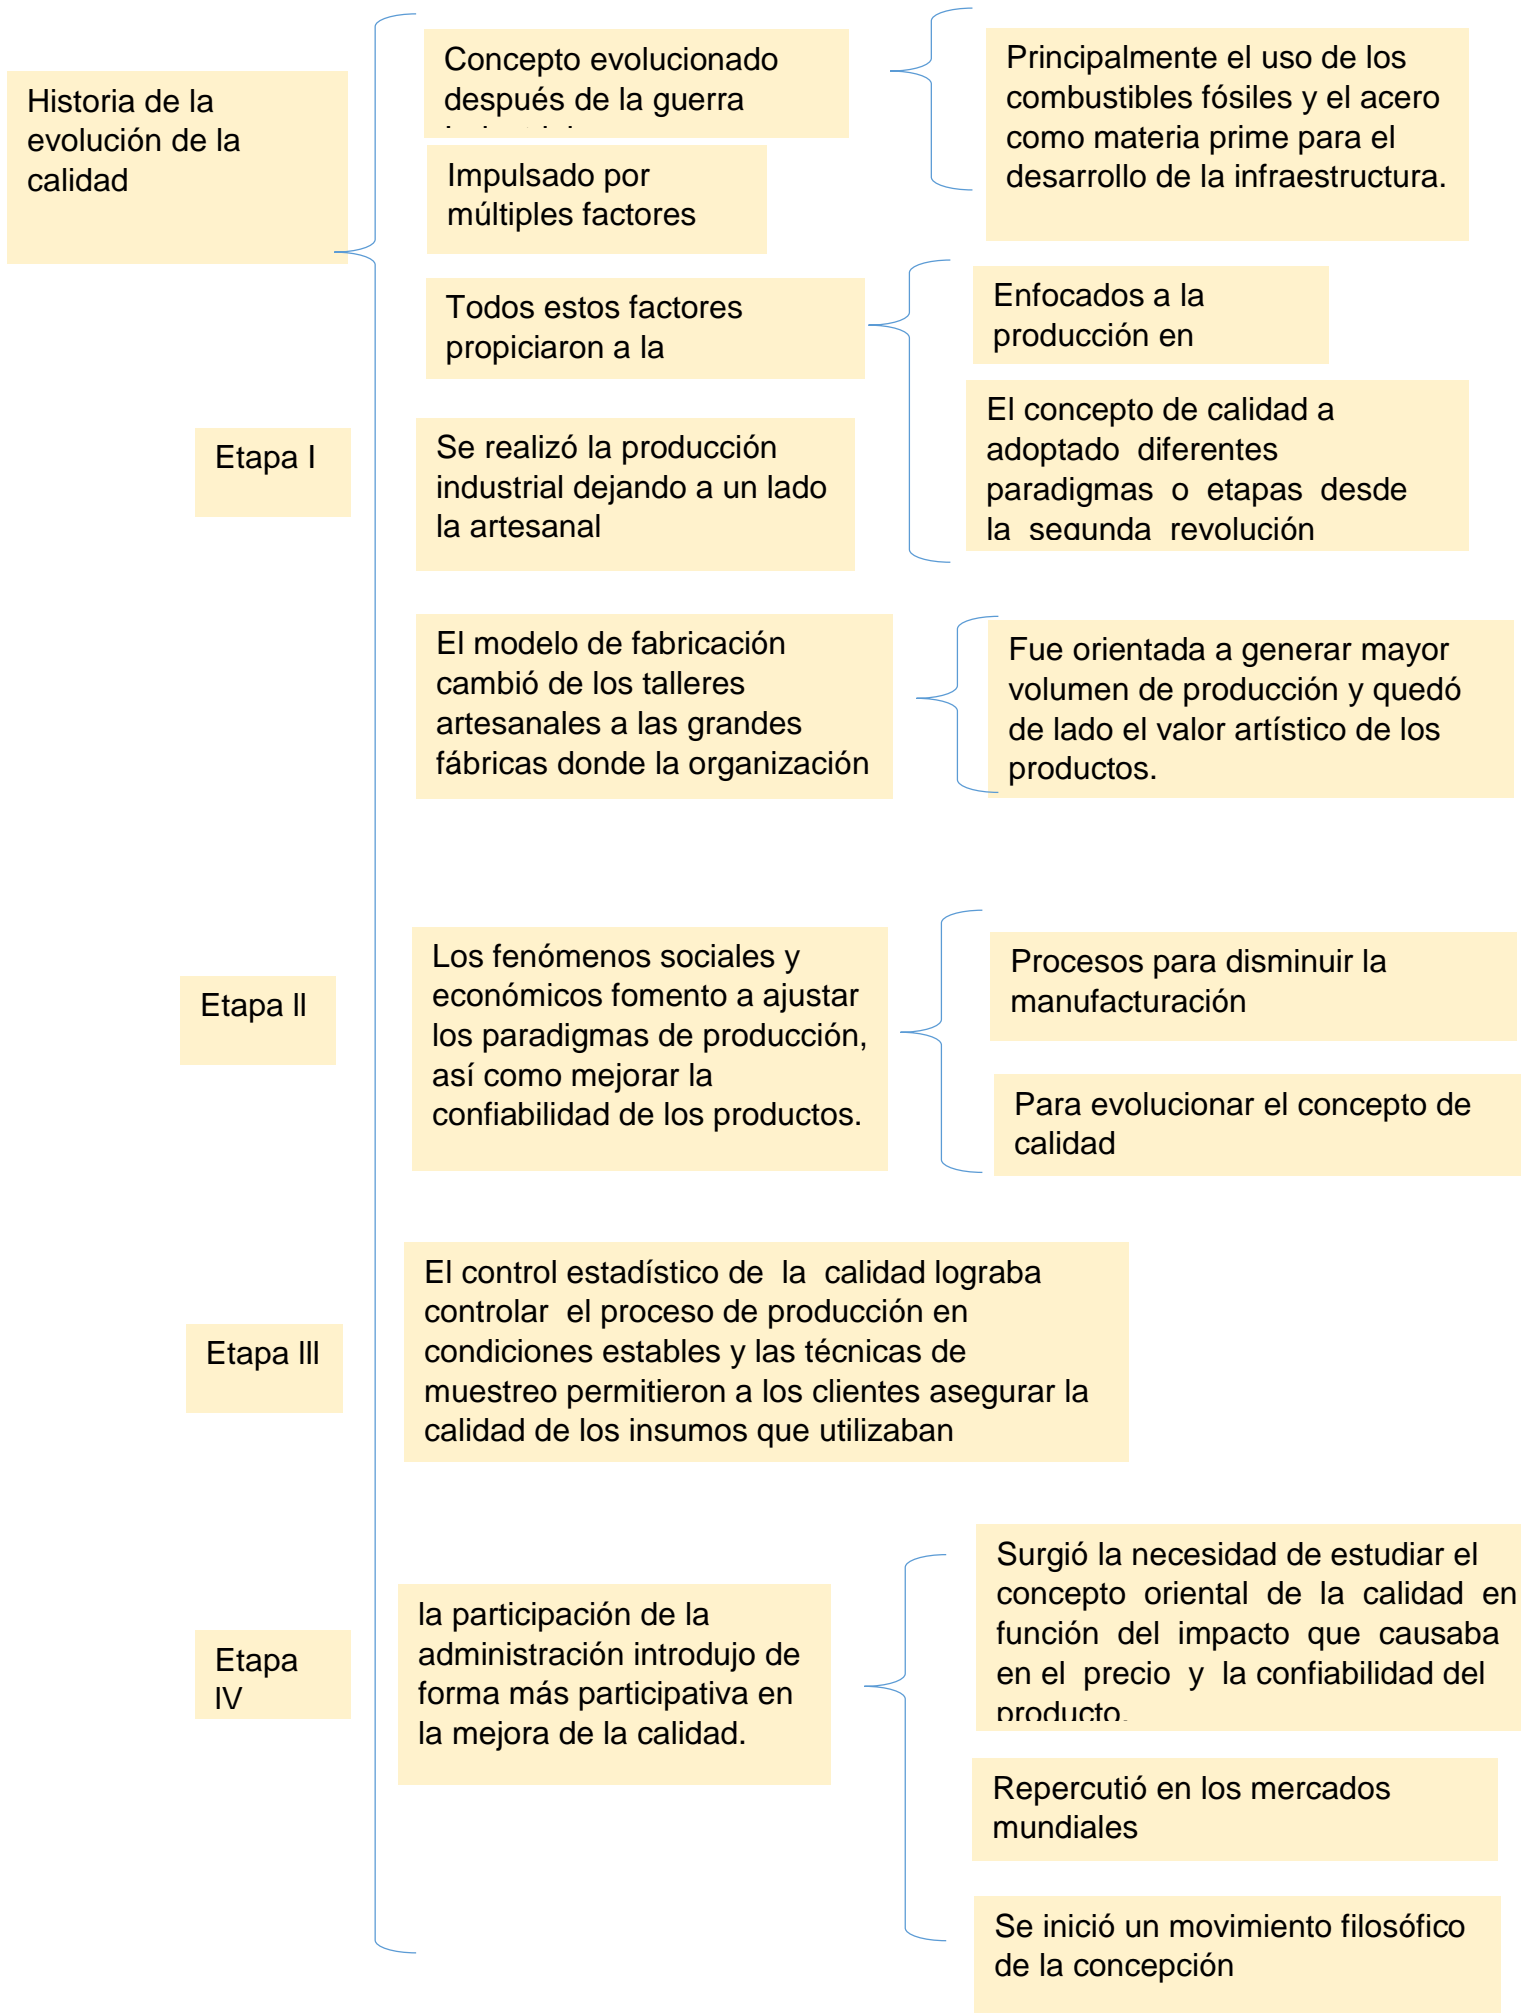 Historia de la
evolución de la
calidad
Concepto evolucionado
después de la guerra
Impulsado por
múltiples factores
Principalmente el uso de los
combustibles fósiles y el acero
como materia prime para el
desarrollo de la infraestructura.
Todos estos factores
propiciaron a la
Enfocados a la
producción en
El concepto de calidad a
adoptado diferentes
paradigmas o etapas desde
la segunda revolución
Etapa I
Se realizó la producción
industrial dejando a un lado
la artesanal
El modelo de fabricación
cambió de los talleres
artesanales a las grandes
fábricas donde la organización
Fue orientada a generar mayor
volumen de producción y quedó
de lado el valor artístico de los
productos.
Etapa II
Los fenómenos sociales y
económicos fomento a ajustar
los paradigmas de producción,
así como mejorar la
confiabilidad de los productos.
Procesos para disminuir la
manufacturación
Para evolucionar el concepto de
calidad
Etapa III
El control estadístico de la calidad lograba
controlar el proceso de producción en
condiciones estables y las técnicas de
muestreo permitieron a los clientes asegurar la
calidad de los insumos que utilizaban
Etapa
IV
la participación de la
administración introdujo de
forma más participativa en
la mejora de la calidad.
Surgió la necesidad de estudiar el
concepto oriental de la calidad en
función del impacto que causaba
en el precio y la confiabilidad del
producto.
Repercutió en los mercados
mundiales
Se inició un movimiento filosófico
de la concepción